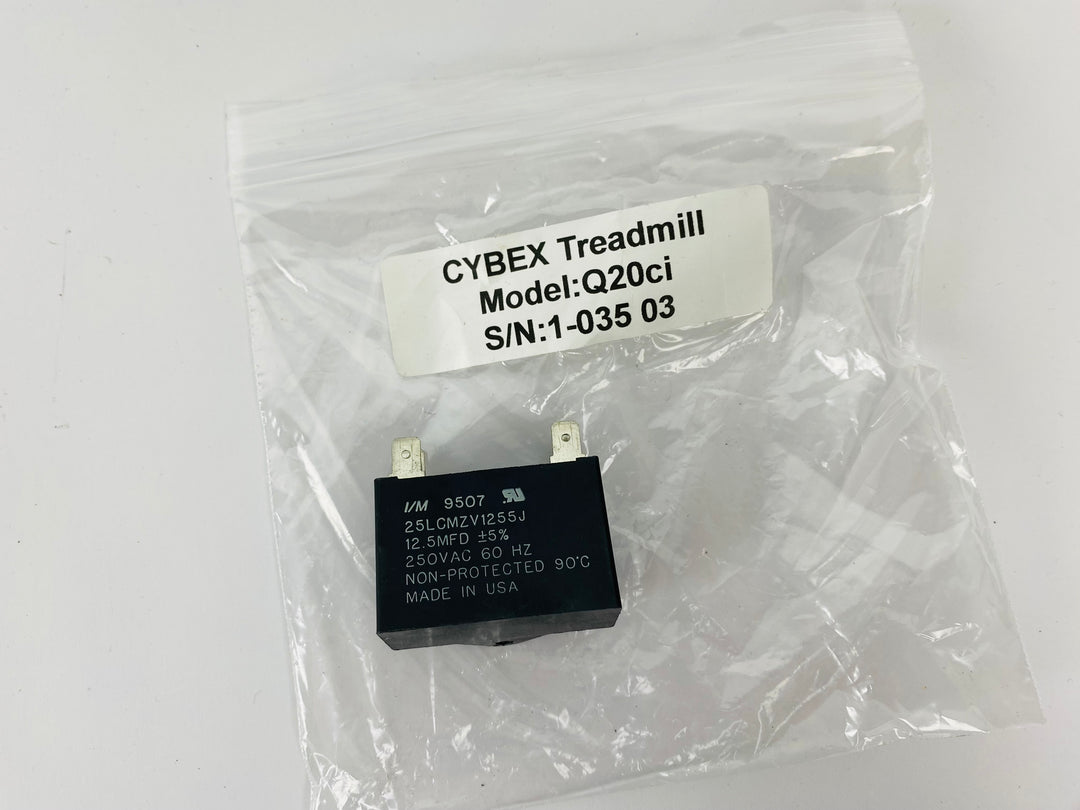 CYBEX Treadmill
Model:Q20ci
S/N:1-035 03
I/M 9507 RU
25LCMZV1255J
12.5MFD ±5%
250VAC 60 HZ
NON-PROTECTED 90°C
MADE IN USA